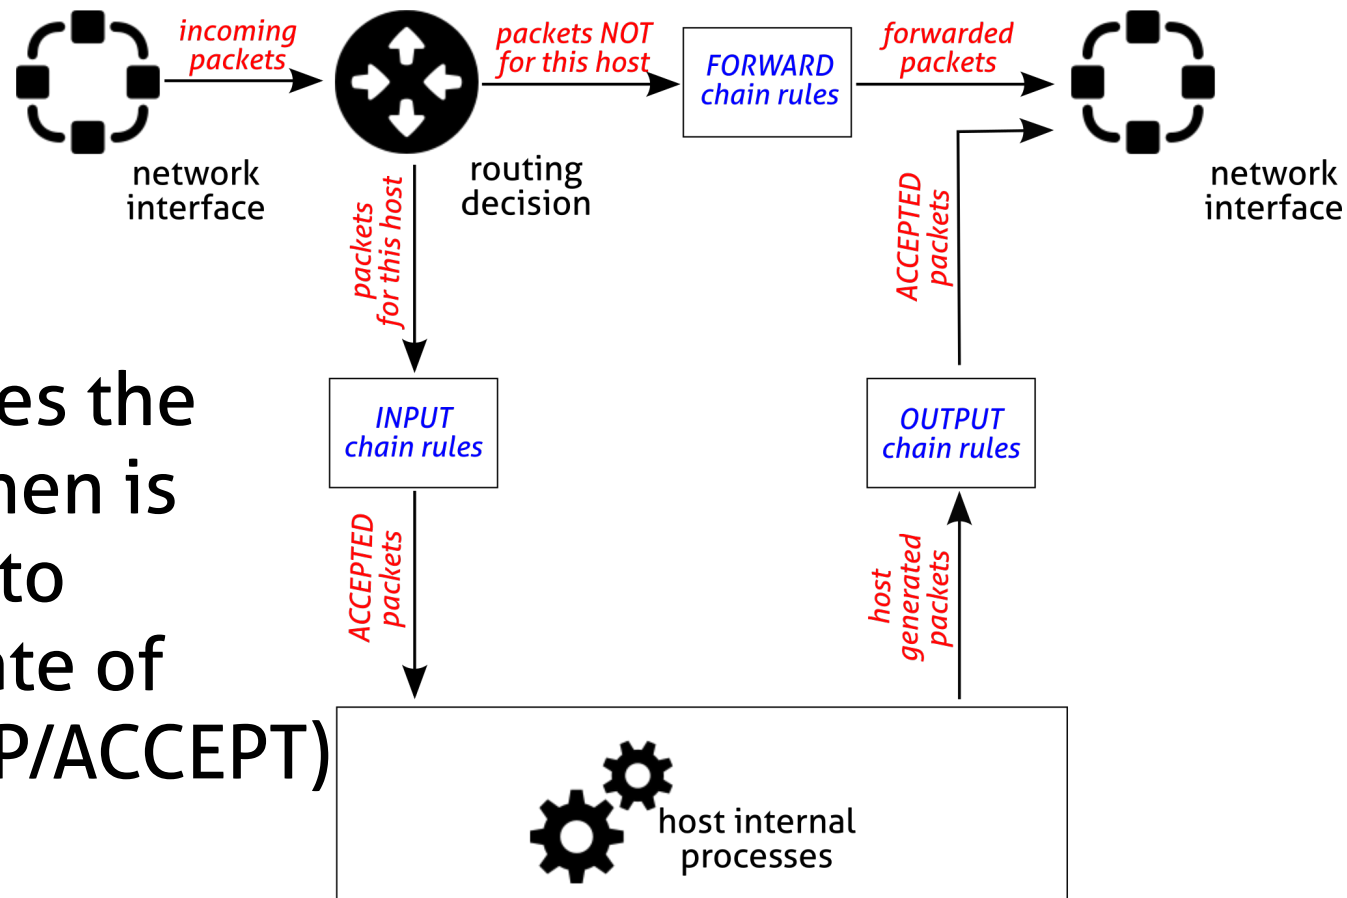 incoming
packets
packets NOT
for this host
forwarded
packets
FORWARD
chain rules
network
interface
routing
decision
network
interface
packets
for this host
ACCEPTED
packets
es the
is
to
of
P/ACCEPT)
INPUT
chain rules
OUTPUT
chain rules
ACCEPTED
packets
host
generated
packets
host internal
processes